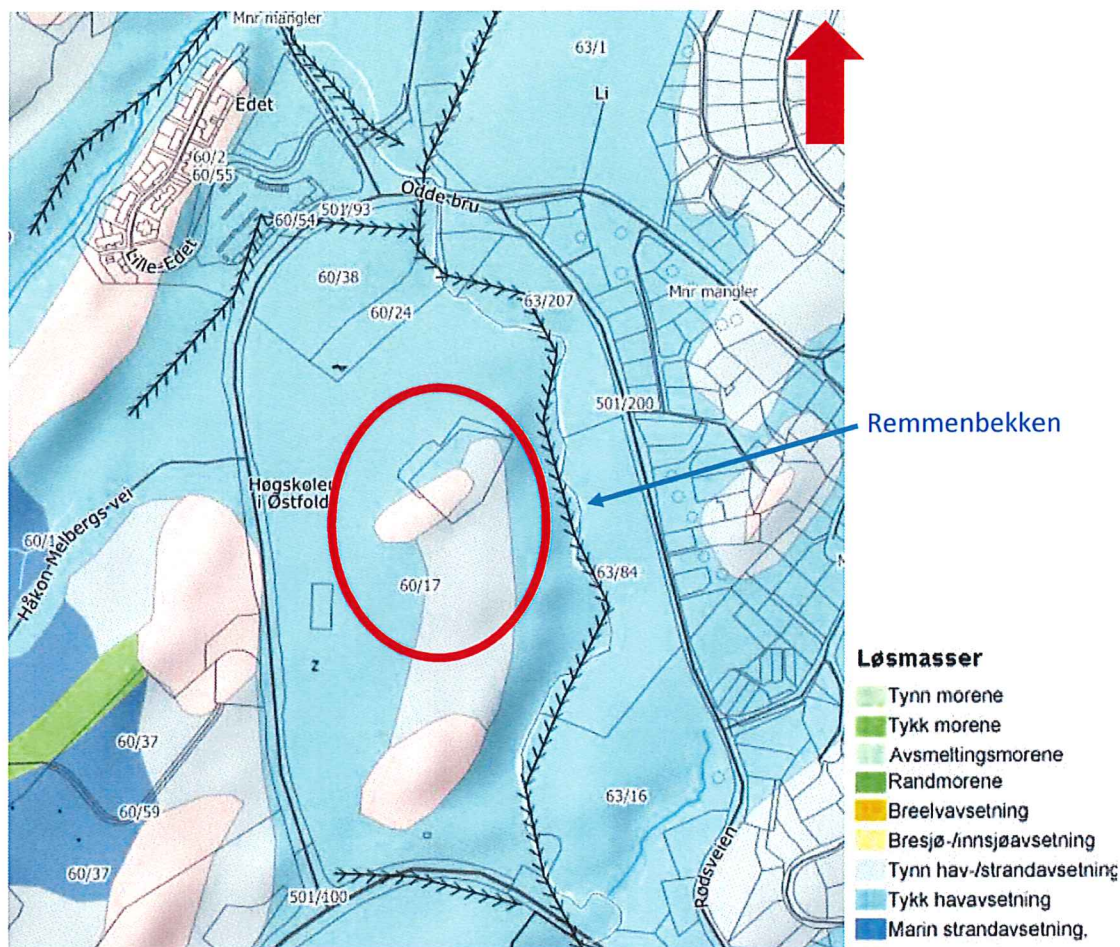 Mnr mangler
63/1
Li
Edet
60/2
60/55
Odde bru
501/93
60/54
Lille-Edet
60/38
63/207
Mnr mangler
60/24
501/200
Remmenbekken
Høgskolen
i Østfold
60/1
Håkon-Melbergs-vei
63/84
60/17
z
60/37
60/59
63/16
60/37
501/100
Rødsveien
Løsmasser
Tynn morene
Tykk morene
Avsmeltingsmorene
Randmorene
Breelvavsetning
Bresjø-/innsjøavsetning
Tynn hav-/strandavsetning
Tykk havavsetning
Marin strandavsetning,